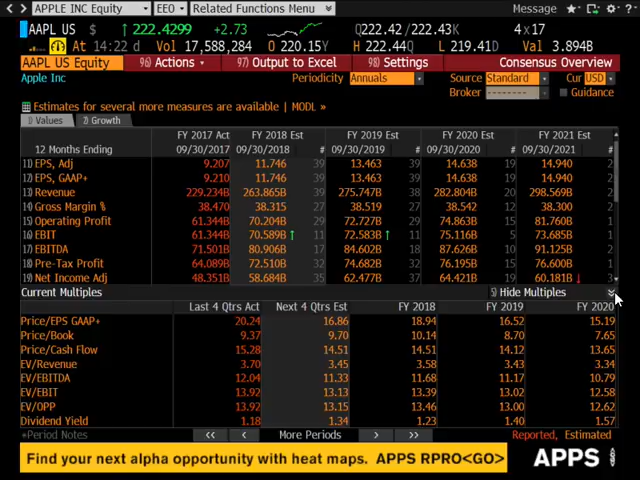 < > APPLE INC Equity EEO Related Functions Menu Message
AAPL US $ ↑ 222.4299 +2.73 Q222.42 / 222.43K 4 x 17
At 14:22 d Vol 17,588,284 O 220.15Y H 222.44Q L 219.41D Val 3.894B
AAPL US Equity 96) Actions 97) Output to Excel 98) Settings Consensus Overview
Apple Inc Periodicity Annuals Source Standard Cur USD
Broker -------- Guidance
Estimates for several more measures are available | MODL »
1) Values 2) Growth
FY 2017 Act FY 2018 Est FY 2019 Est FY 2020 Est FY 2021 Est
12 Months Ending 09/30/2017 09/30/2018 09/30/2019 09/30/2020 09/30/2021
11) EPS, Adj 9.207 11.746 39 13.463 39 14.638 19 14.940 2
12) EPS, GAAP+ 9.210 11.746 39 13.463 39 14.638 19 14.940 2
13) Revenue 229.234B 263.865B 35 275.747B 38 282.804B 20 298.569B 2
14) Gross Margin % 38.470 38.315 35 38.519 27 38.542 12 38.300 2
15) Operating Profit 61.344B 70.204B 28 72.727B 29 74.863B 15 81.760B 1
16) EBIT 61.344B 70.589B ↑ 11 72.583B ↑ 11 75.116B 5 73.685B 1
17) EBITDA 71.501B 80.906B 17 84.602B 18 87.626B 11 91.125B 2
18) Pre-Tax Profit 64.089B 72.510B 32 74.236B 34 76.195B 16 74.600B 1
19) Net Income Adj 48.351B 58.684B 35 62.277B 37 64.421B 17 60.181B ↓ 3
Current Multiples 5) Hide Multiples
Last 4 Qtrs Act Next 4 Qtrs Est FY 2018 FY 2019 FY 2020
Price/EPS GAAP+ 20.24 16.86 18.94 16.52 15.19
Price/Book 9.37 9.70 10.14 8.70 7.65
Price/Cash Flow 15.28 14.51 14.51 14.12 13.65
EV/Revenue 3.70 3.45 3.58 3.43 3.34
EV/EBITDA 12.04 11.33 11.68 11.17 10.79
EV/EBIT 13.92 13.13 13.39 13.02 12.58
EV/OPP 13.92 13.15 13.46 13.00 12.62
Dividend Yield 1.18 1.34 1.23 1.40 1.57
Period Notes << < More Periods > >> Reported, Estimated
Find your next alpha opportunity with heat maps. APPS RPRO<GO> APPS